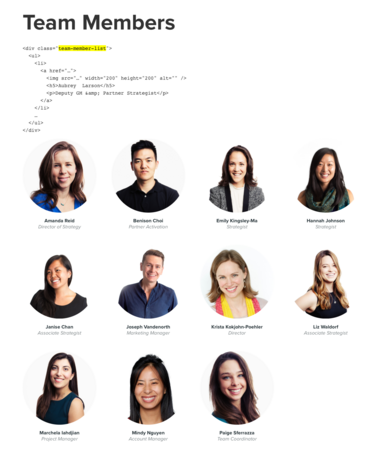 Team Members
<div class="team-member-list">
<ul>
<li>
<a href="…">
<img src="…" width="200" height="200" alt="" />
<h5>Aubrey  Larson</h5>
<p>Deputy GM &amp; Partner Strategist</p>
</a>
</li>
…
</ul>
</div>
Amanda Reid
Director of Strategy
Benison Choi
Partner Activation
Emily Kingsley-Ma
Strategist
Hannah Johnson
Strategist
Janise Chan
Associate Strategist
Joseph Vandenorth
Marketing Manager
Krista Kokjohn-Poehler
Director
Liz Waldorf
Associate Strategist
Marchela Iahdjian
Project Manager
Mindy Nguyen
Account Manager
Paige Sferrazza
Team Coordinator